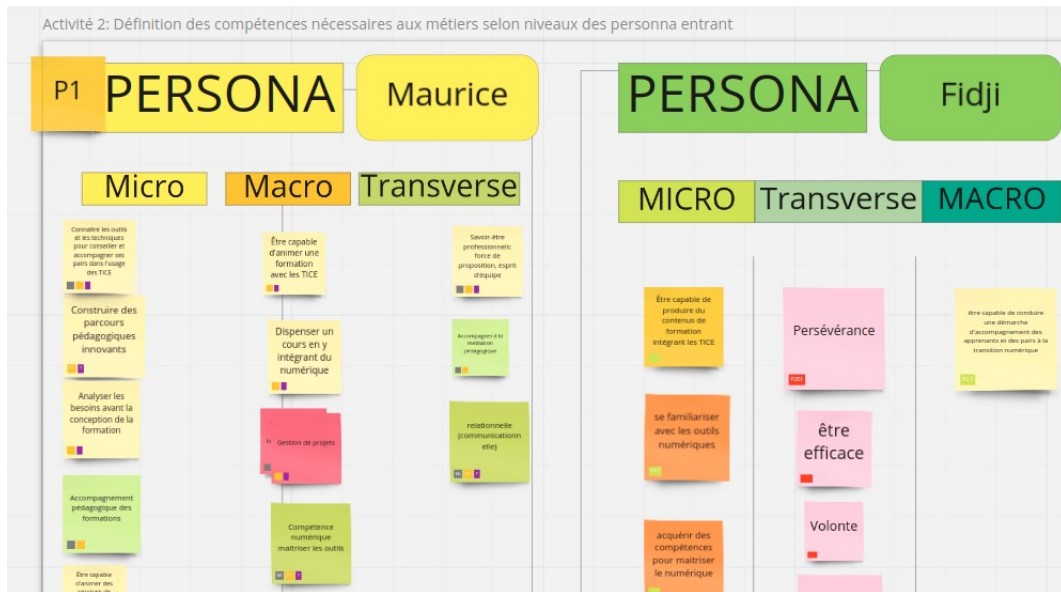 Activité 2: Définition des compétences nécessaires aux métiers selon niveaux des personna entrant
P1
PERSONA
Maurice
Micro
Macro
Transverse
Connaitre les outils
et les techniques
pour conseiller et
accompagner ses
pairs dans l'usage
des TICE
Construire des
parcours
pédagogiques
innovants
Analyser les
besoins avant la
conception de la
formation
Accompagnement
pédagogique des
formations
Être capable
d'animer des
Être capable
d'animer une
formation
avec les TICE
Dispenser un
cours en y
intégrant du
numérique
Gestion de projets
Compétence
numérique
maitriser les outils
Savoir être
professionnels:
force de
proposition, esprit
d'équipe
Accompagner à la
médiation
pédagogique
relationnelle
(communicationn
elle)
PERSONA
Fidji
MICRO
Transverse
MACRO
Être capable de
produire du
contenus de
formation
intégrant les TICE
se familiariser
avec les outils
numériques
acquérir des
compétences
pour maitriser
le numérique
Persévérance
être
efficace
Volonte
être capable de conduire
une démarche
d'accompagnement des
apprenants et des pairs à la
transition numérique